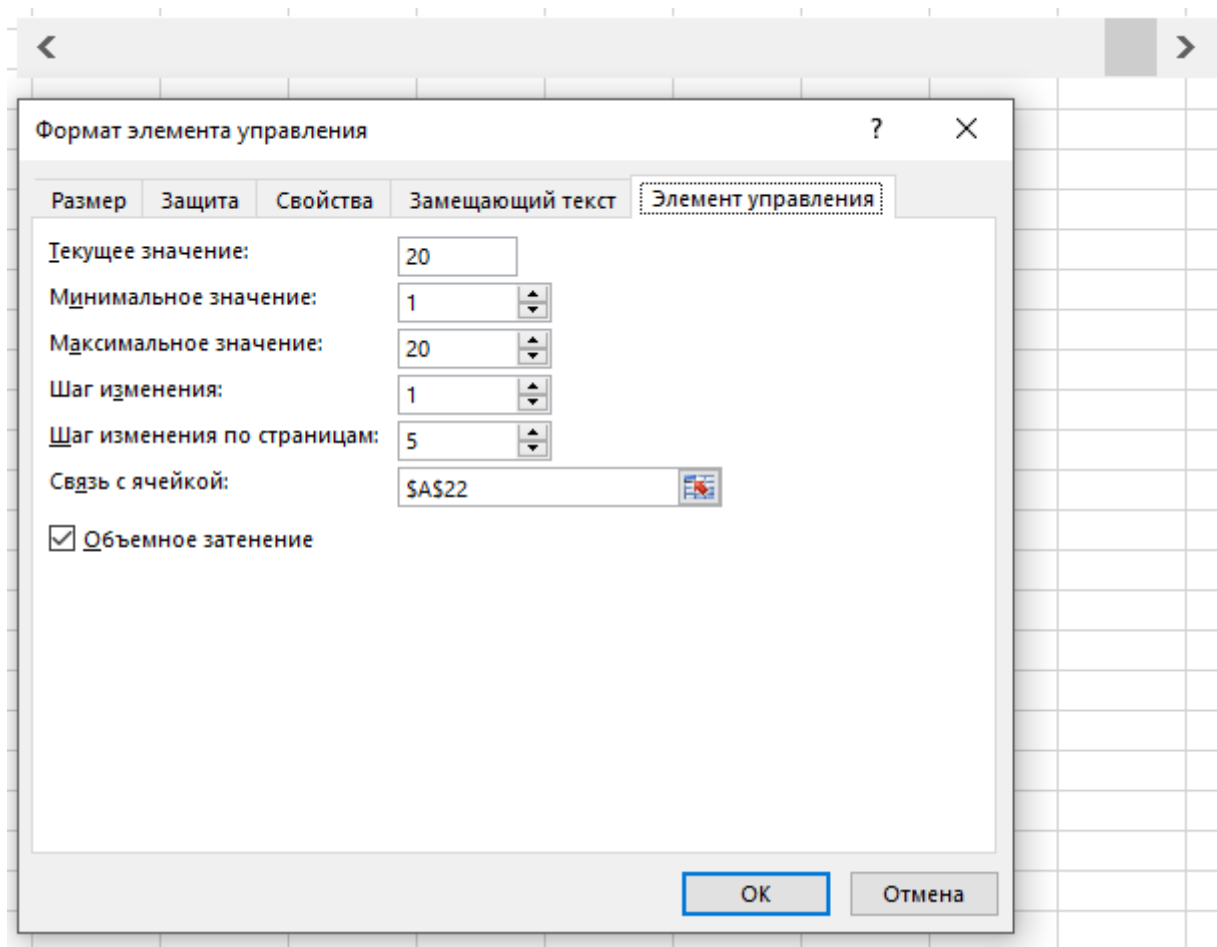 Формат элемента управления ?
Размер Защита Свойства Замещающий текст Элемент управления
Текущее значение: 20
Минимальное значение: 1
Максимальное значение: 20
Шаг изменения: 1
Шаг изменения по страницам: 5
Связь с ячейкой: $A$22
Объемное затенение
ОК Отмена